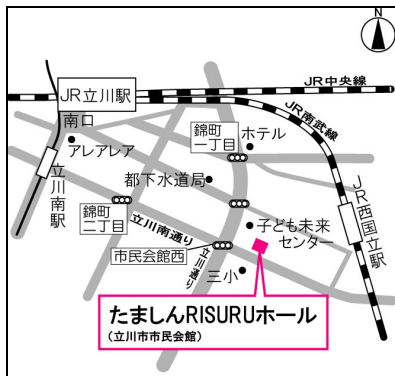 N
JR中央線
JR立川駅
JR南武線
南口
アレアレア
錦町
一丁目
ホテル
立川南駅
都下水道局
JR西国立駅
錦町
二丁目
立川南通り
子ども未来
センター
市民会館西
立川通り
三小
たましんRISURUホール
(立川市市民会館)